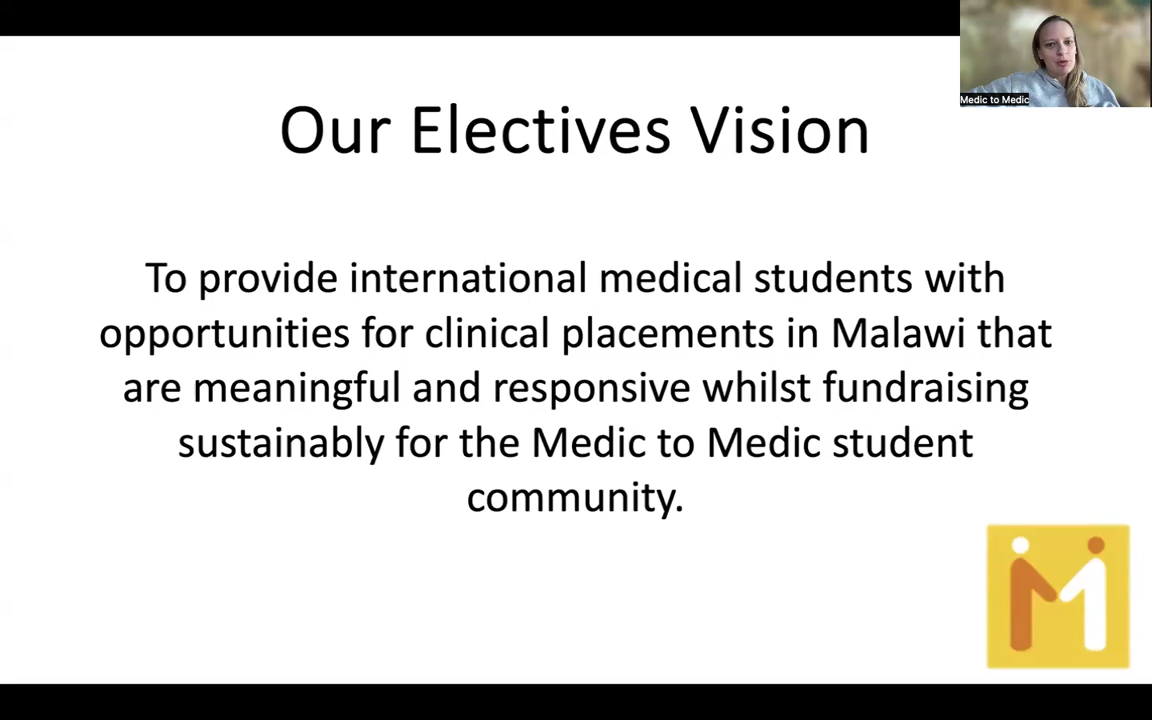 Medic to Medic
Our Electives Vision
To provide international medical students with
opportunities for clinical placements in Malawi that
are meaningful and responsive whilst fundraising
sustainably for the Medic to Medic student
community.